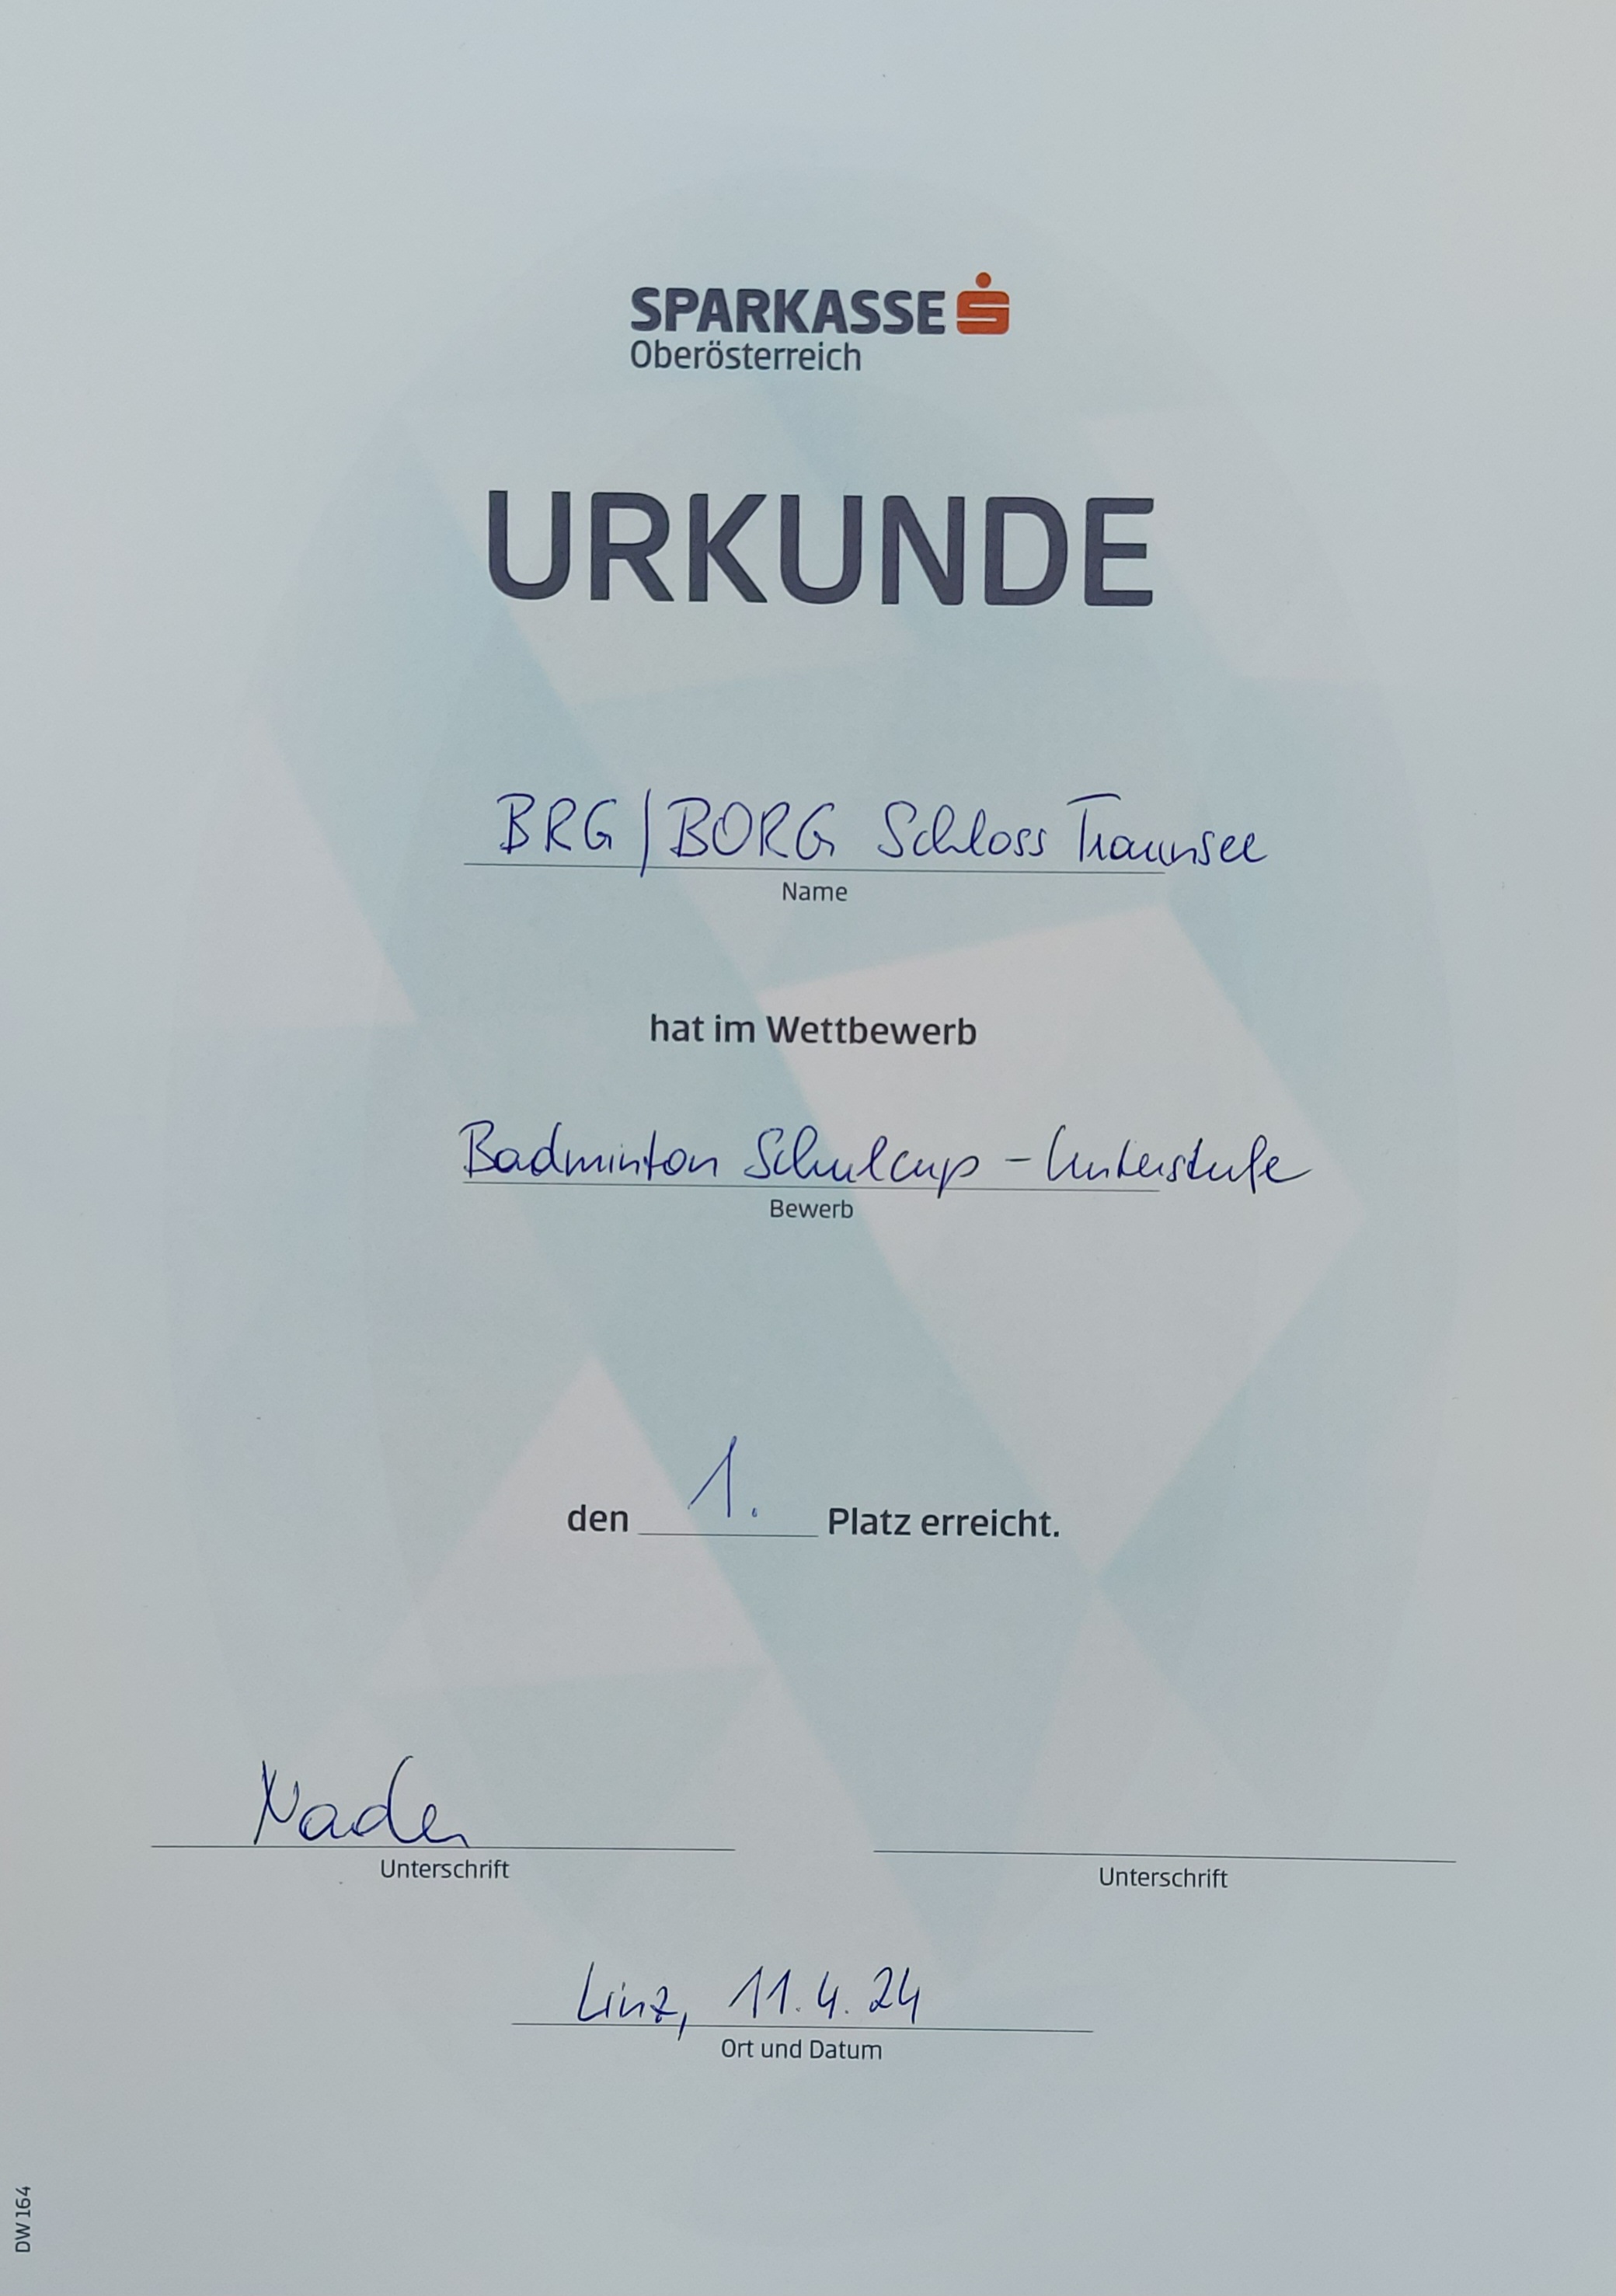 SPARKASSE
Oberösterreich
URKUNDE
BRG/BORG Schloss Traunsee
Name
hat im Wettbewerb
Badminton Schulcup - Unterstufe
Bewerb
den 1. Platz erreicht.
Unterschrift
Unterschrift
Linz, 11.4.24
Ort und Datum
DW 164